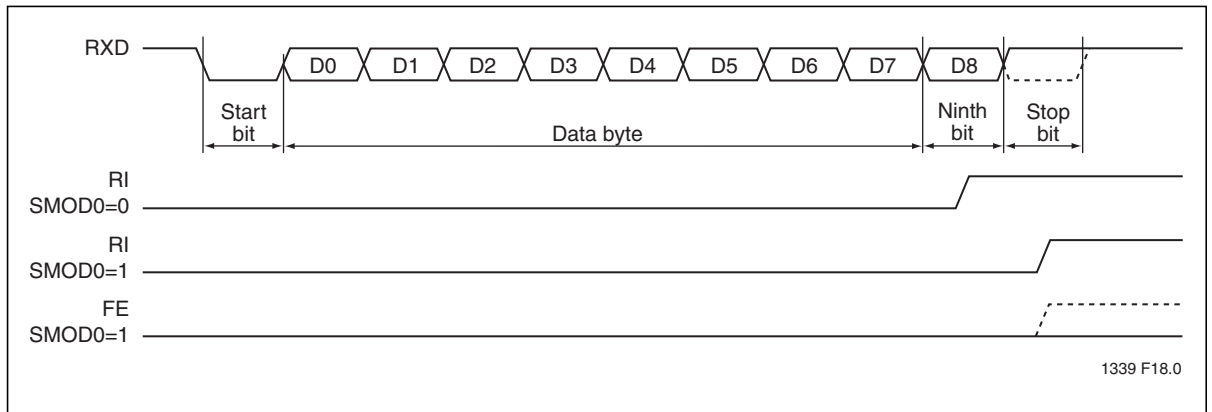 RXD
D0 D1 D2 D3 D4 D5 D6 D7 D8
Start bit
Data byte
Ninth bit
Stop bit
RI
SMOD0=0
RI
SMOD0=1
FE
SMOD0=1
1339 F18.0